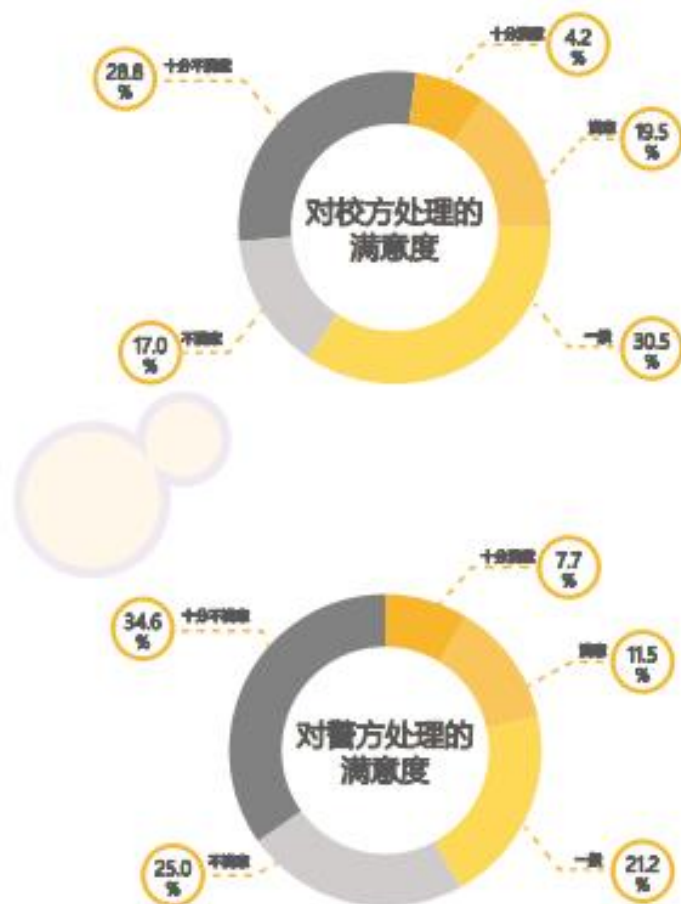 十分满意
4.2
%
28.8
%
十分不满意
满意
19.5
%
对校方处理的
满意度
17.0
%
不满意
一般
30.5
%
十分满意
7.7
%
34.6
%
十分不满意
满意
11.5
%
对警方处理的
满意度
25.0
%
不满意
一般
21.2
%